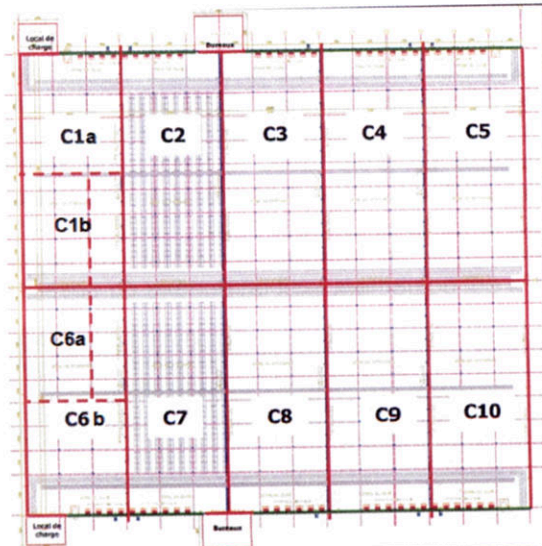 Local de
charge
Bureaux
C1a
C2
C3
C4
C5
C1b
C6a
C6 b
C7
C8
C9
C10
Local de
charge
Bureaux